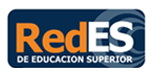 RedES
DE EDUCACION SUPERIOR